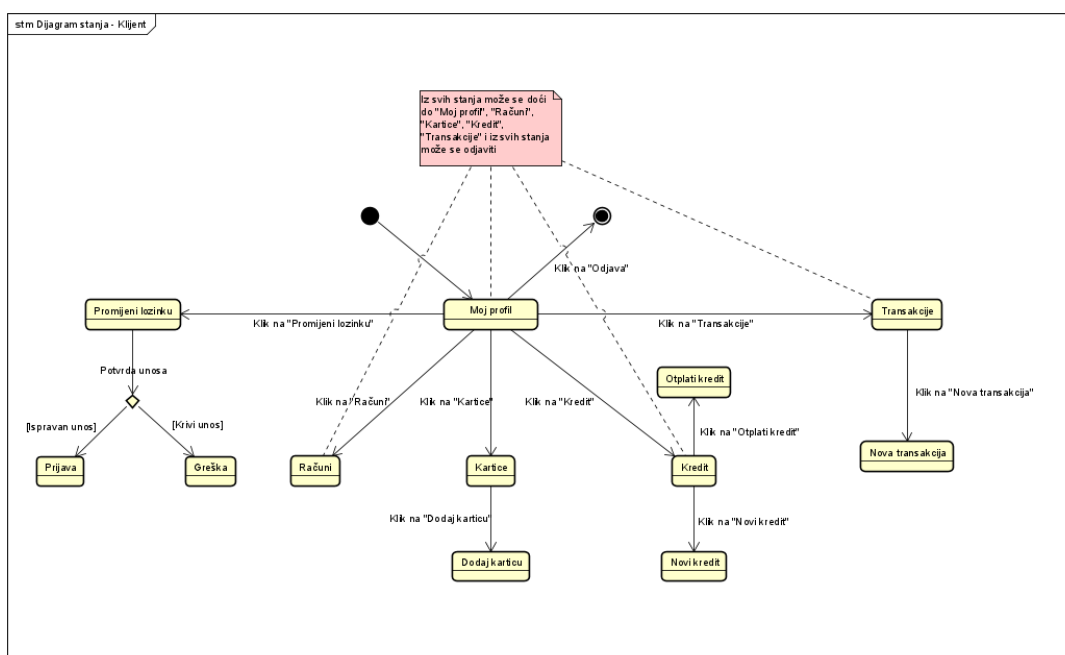 stm Dijagram stanja - Klijent
Iz svih stanja može se doći
do "Moj profil", "Računi",
"Kartice", "Kredit",
"Transakcije" i iz svih stanja
može se odjaviti
Klik na "Odjava"
Promijeni lozinku
Moj profil
Transakcije
Klik na "Promijeni lozinku"
Klik na "Transakcije"
Potvrda unosa
Otplati kredit
Klik na "Računi"
Klik na "Kartice"
Klik na "Kredit"
Klik na "Nova transakcija"
[Ispravan unos]
[Krivi unos]
Klik na "Otplati kredit"
Prijava
Greška
Računi
Kartice
Kredit
Nova transakcija
Klik na "Dodaj karticu"
Klik na "Novi kredit"
Dodaj karticu
Novi kredit